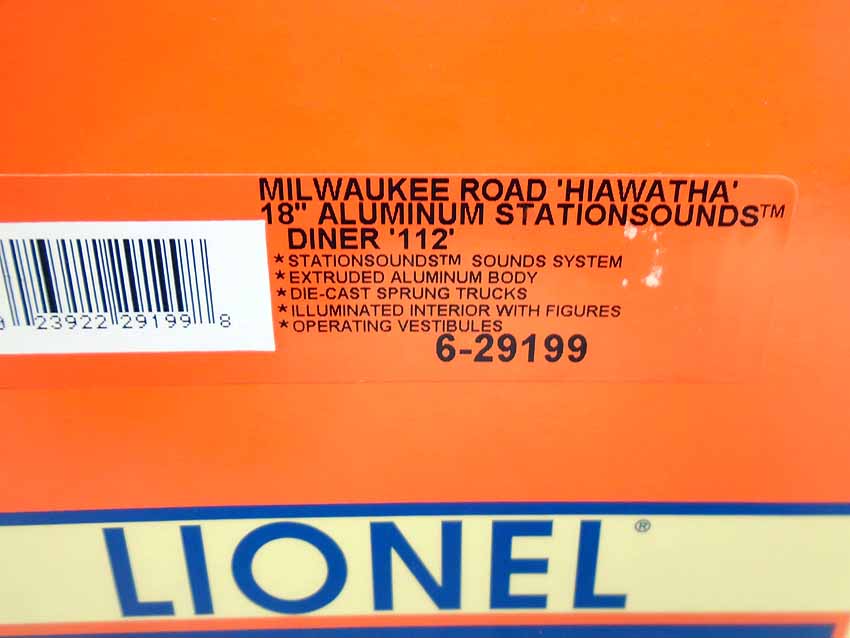 MILWAUKEE ROAD 'HIAWATHA'
18" ALUMINUM STATIONSOUNDS™
DINER '112'
*STATIONSOUNDS™ SOUNDS SYSTEM
*EXTRUDED ALUMINUM BODY
*DIE-CAST SPRUNG TRUCKS
*ILLUMINATED INTERIOR WITH FIGURES
*OPERATING VESTIBULES
6-29199
0 23922 29199 8
LIONEL®